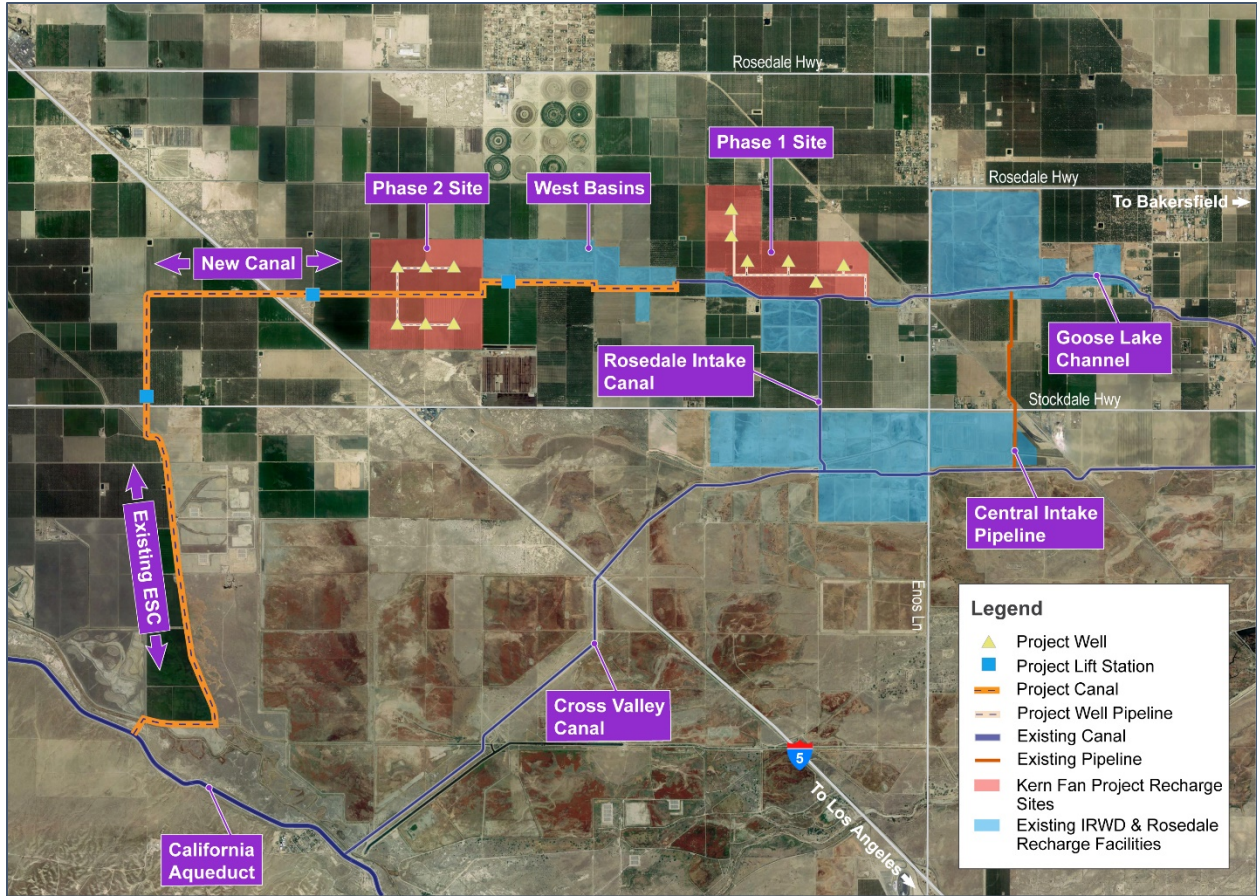 Rosedale Hwy
Phase 1 Site
Phase 2 Site
West Basins
Rosedale Hwy
To Bakersfield
New Canal
Goose Lake
Channel
Rosedale Intake
Canal
Stockdale Hwy
Existing ESC
Central Intake
Pipeline
Enos Ln
Cross Valley
Canal
5
To Los Angeles
California
Aqueduct
Legend
Project Well
Project Lift Station
Project Canal
Project Well Pipeline
Existing Canal
Existing Pipeline
Kern Fan Project Recharge
Sites
Existing IRWD & Rosedale
Recharge Facilities